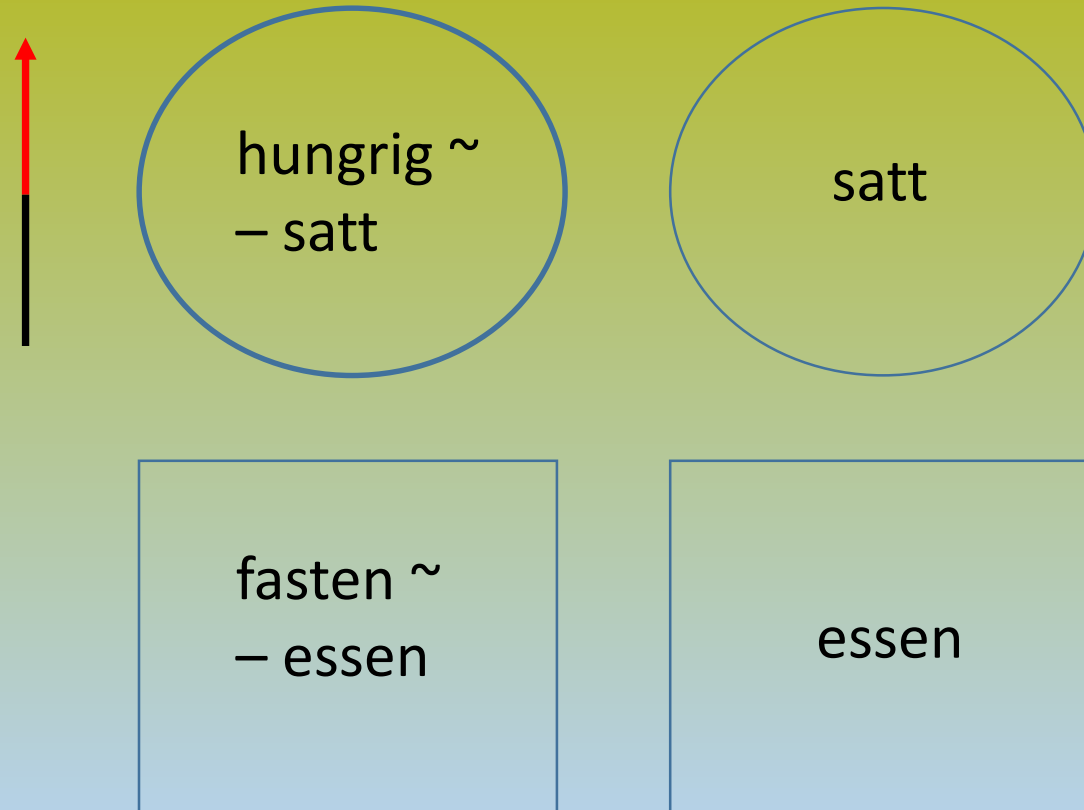 hungrig ~
– satt
satt
fasten ~
– essen
essen